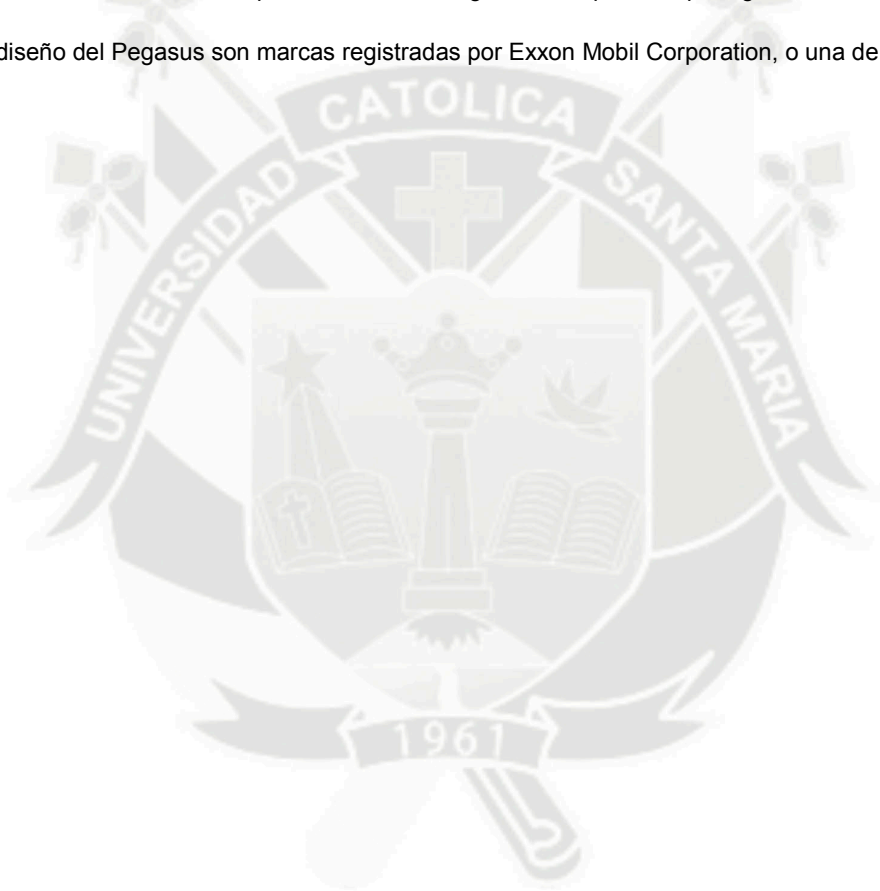 diseño del Pegasus son marcas registradas por Exxon Mobil Corporation, o una de
UNIVERSIDAD CATOLICA SANTA MARIA
1961